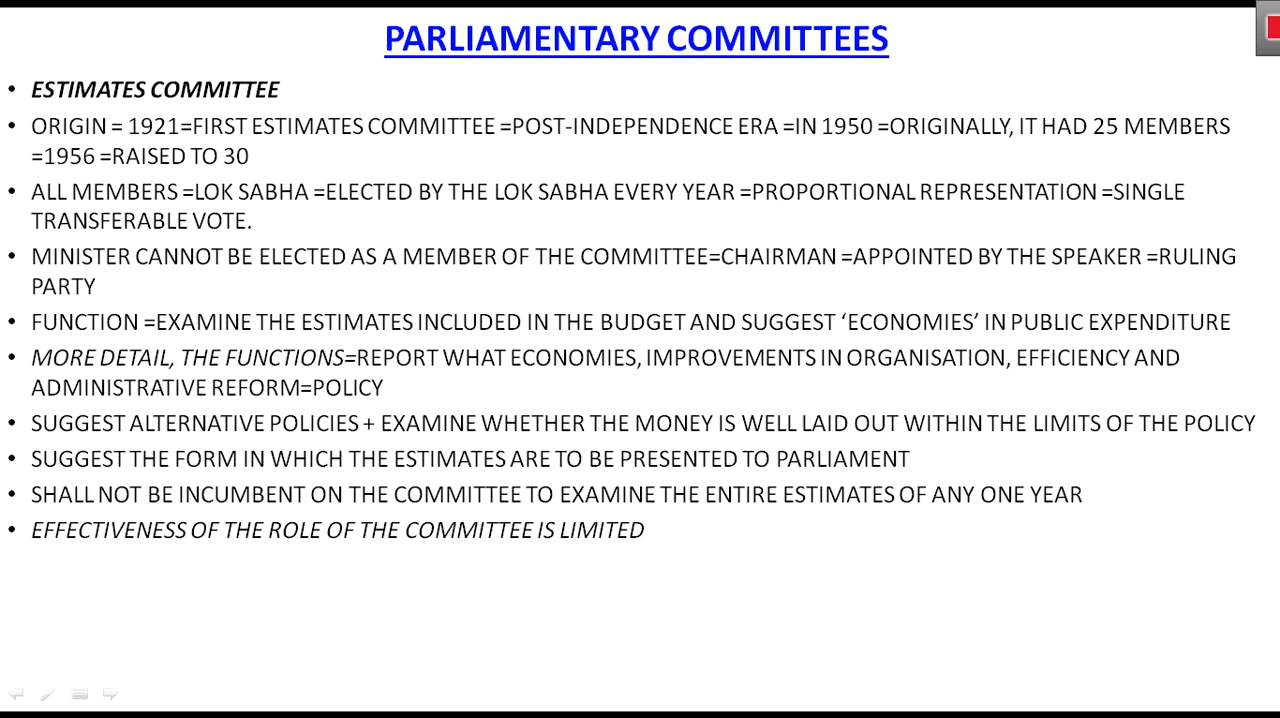 PARLIAMENTARY COMMITTEES
• ESTIMATES COMMITTEE
• ORIGIN = 1921=FIRST ESTIMATES COMMITTEE =POST-INDEPENDENCE ERA =IN 1950 =ORIGINALLY, IT HAD 25 MEMBERS
=1956 =RAISED TO 30
• ALL MEMBERS =LOK SABHA =ELECTED BY THE LOK SABHA EVERY YEAR =PROPORTIONAL REPRESENTATION =SINGLE
TRANSFERABLE VOTE.
• MINISTER CANNOT BE ELECTED AS A MEMBER OF THE COMMITTEE=CHAIRMAN =APPOINTED BY THE SPEAKER =RULING
PARTY
• FUNCTION =EXAMINE THE ESTIMATES INCLUDED IN THE BUDGET AND SUGGEST ‘ECONOMIES’ IN PUBLIC EXPENDITURE
• MORE DETAIL, THE FUNCTIONS=REPORT WHAT ECONOMIES, IMPROVEMENTS IN ORGANISATION, EFFICIENCY AND
ADMINISTRATIVE REFORM=POLICY
• SUGGEST ALTERNATIVE POLICIES + EXAMINE WHETHER THE MONEY IS WELL LAID OUT WITHIN THE LIMITS OF THE POLICY
• SUGGEST THE FORM IN WHICH THE ESTIMATES ARE TO BE PRESENTED TO PARLIAMENT
• SHALL NOT BE INCUMBENT ON THE COMMITTEE TO EXAMINE THE ENTIRE ESTIMATES OF ANY ONE YEAR
• EFFECTIVENESS OF THE ROLE OF THE COMMITTEE IS LIMITED